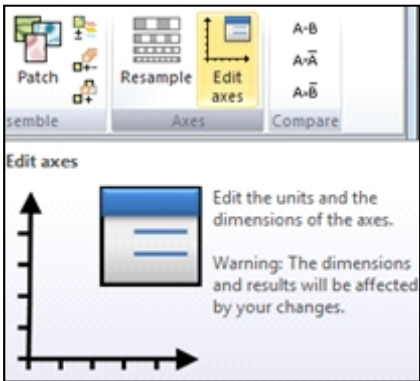 A-B
A-Ā
Patch Resample Edit axes
A-B̄
semble Axes Compare
Edit axes
Edit the units and the
dimensions of the axes.
Warning: The dimensions
and results will be affected
by your changes.